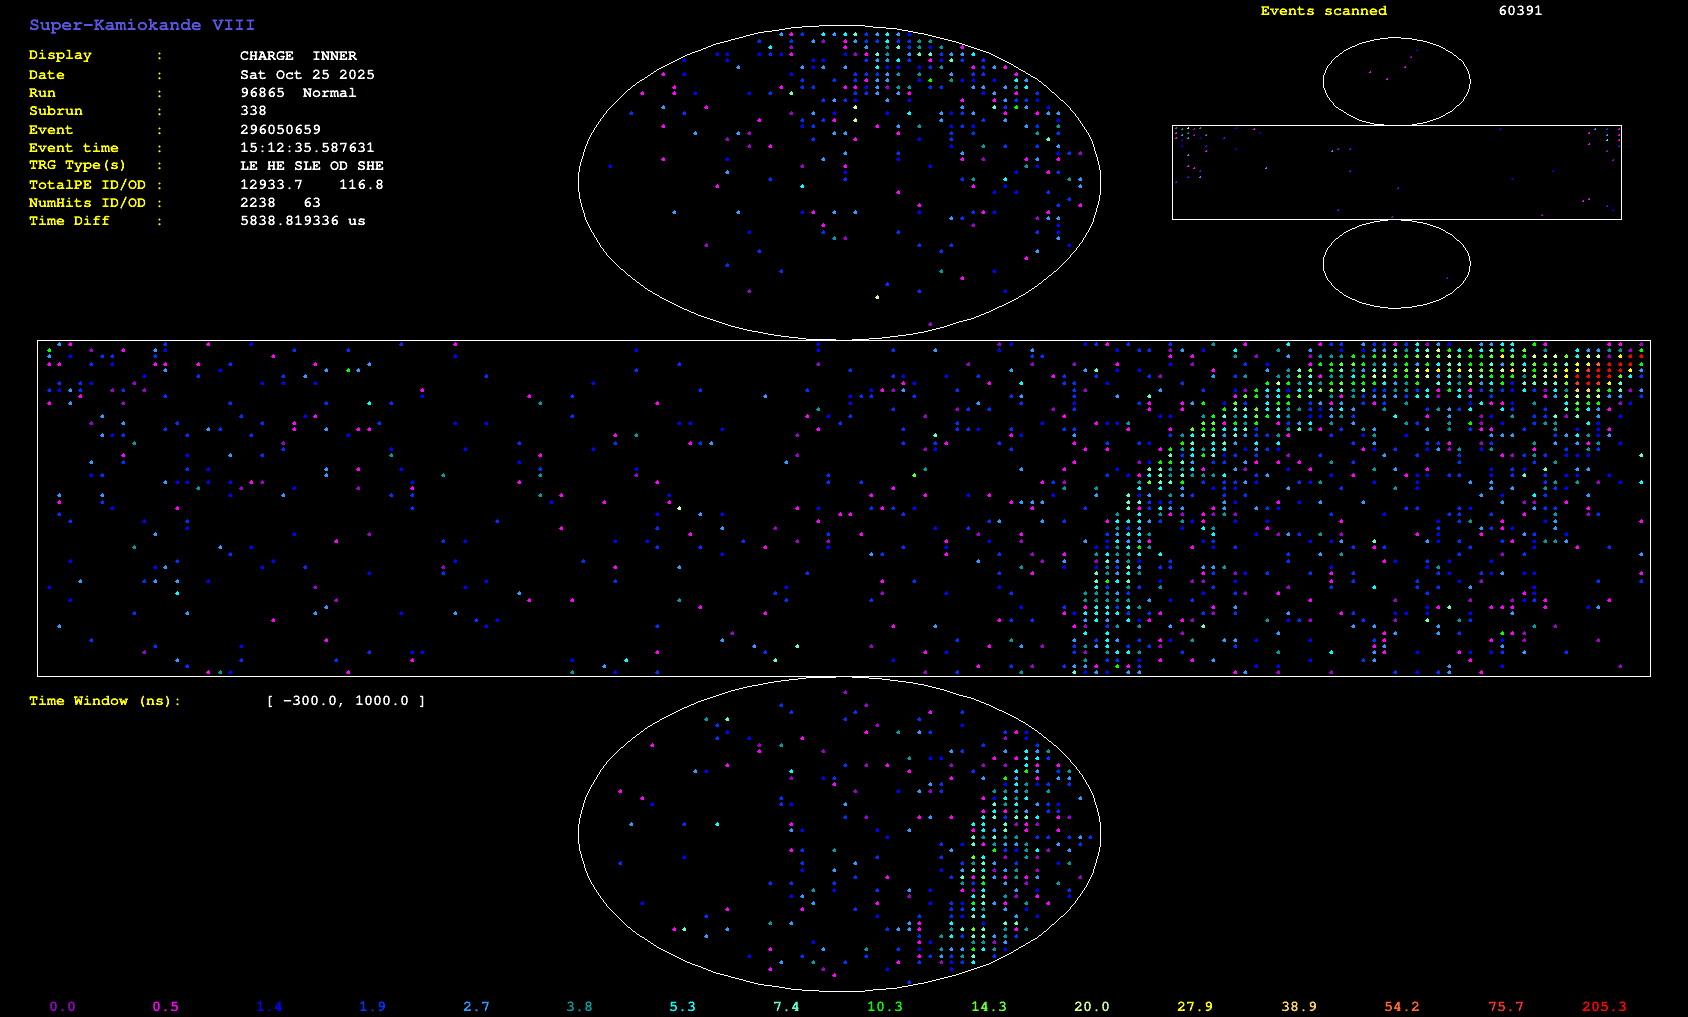 Super-Kamiokande VIII
Events scanned 60391
Display : CHARGE INNER
Date : Sat Oct 25 2025
Run : 96865 Normal
Subrun : 338
Event : 296050659
Event time : 15:12:35.587631
TRG Type(s) : LE HE SLE OD SHE
TotalPE ID/OD : 12933.7 116.8
NumHits ID/OD : 2238 63
Time Diff : 5838.819336 us
Time Window (ns): [ -300.0, 1000.0 ]
0.0 0.5 1.4 1.9 2.7 3.8 5.3 7.4 10.3 14.3 20.0 27.9 38.9 54.2 75.7 205.3